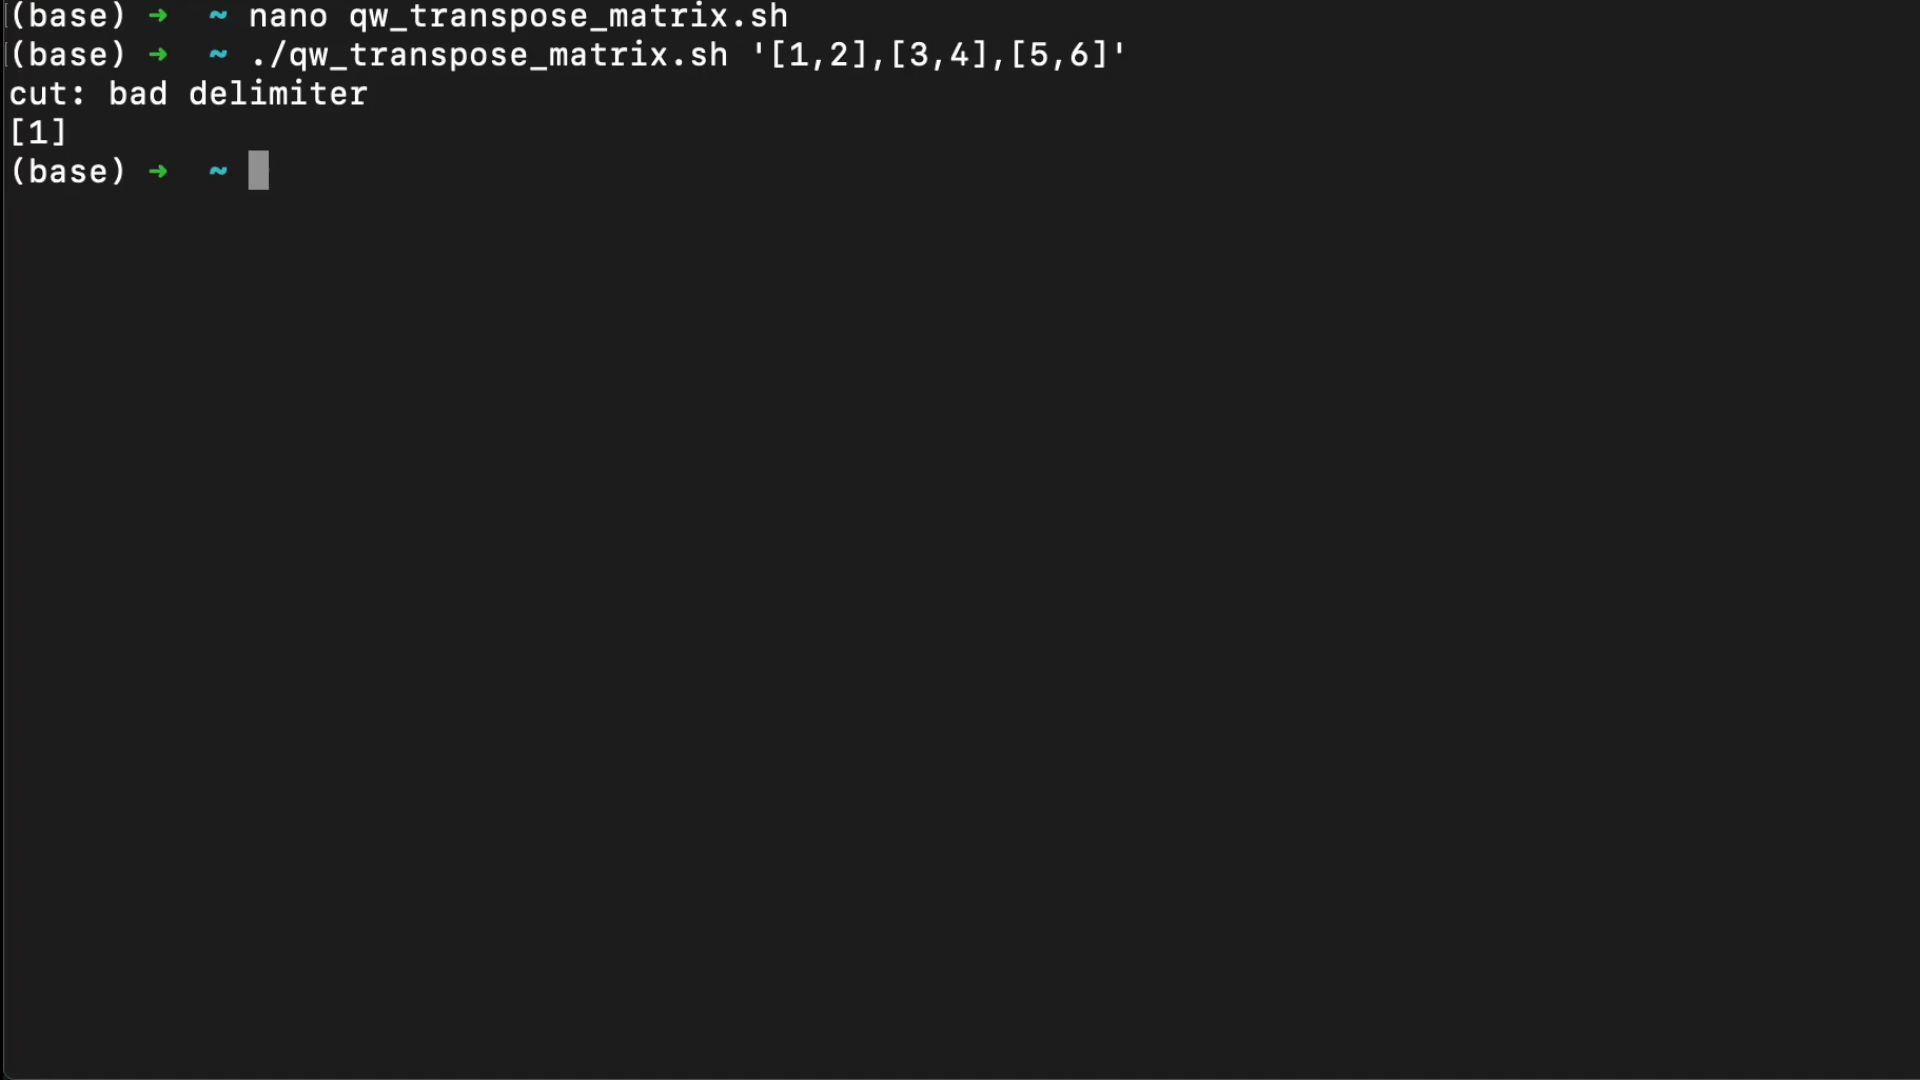 (base) ➜  ~ nano qw_transpose_matrix.sh
(base) ➜  ~ ./qw_transpose_matrix.sh '[1,2],[3,4],[5,6]'
cut: bad delimiter
[1]
(base) ➜  ~